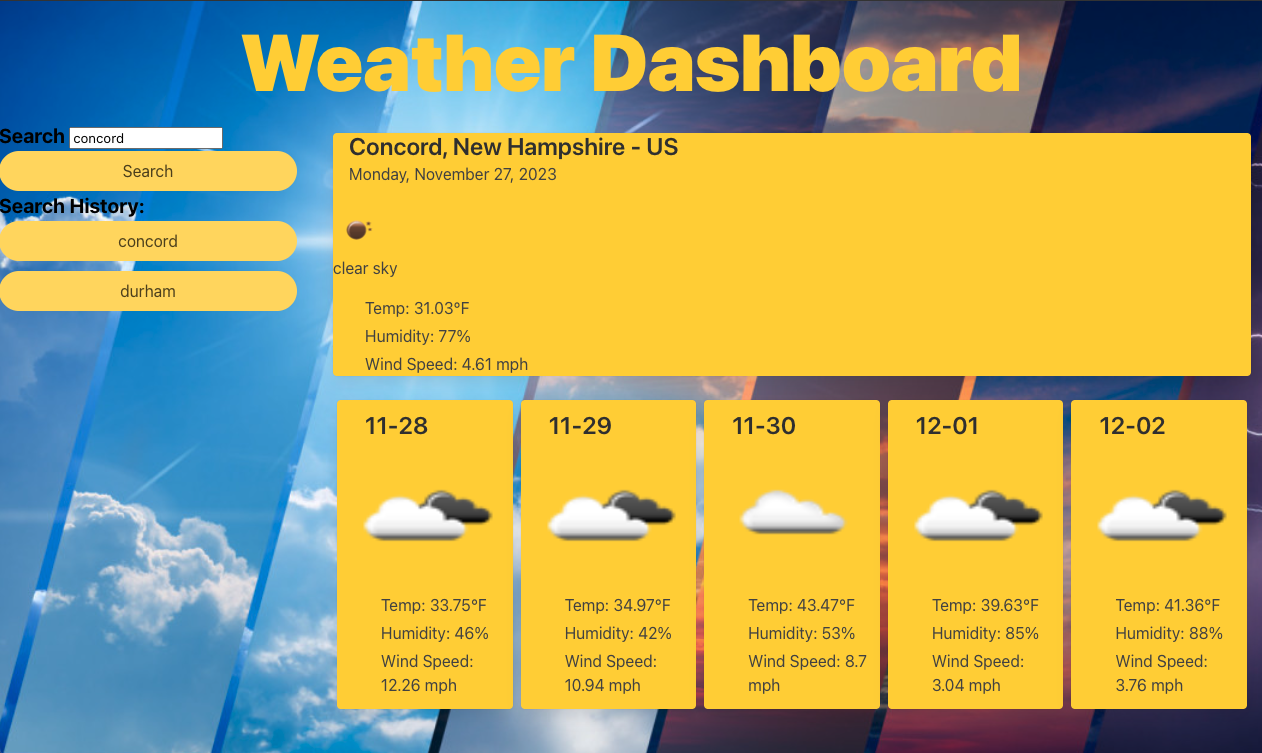 Weather Dashboard
Search concord
Search
Search History:
concord
durham
Concord, New Hampshire - US
Monday, November 27, 2023
clear sky
Temp: 31.03°F
Humidity: 77%
Wind Speed: 4.61 mph
11-28
Temp: 33.75°F
Humidity: 46%
Wind Speed:
12.26 mph
11-29
Temp: 34.97°F
Humidity: 42%
Wind Speed:
10.94 mph
11-30
Temp: 43.47°F
Humidity: 53%
Wind Speed: 8.7
mph
12-01
Temp: 39.63°F
Humidity: 85%
Wind Speed:
3.04 mph
12-02
Temp: 41.36°F
Humidity: 88%
Wind Speed:
3.76 mph